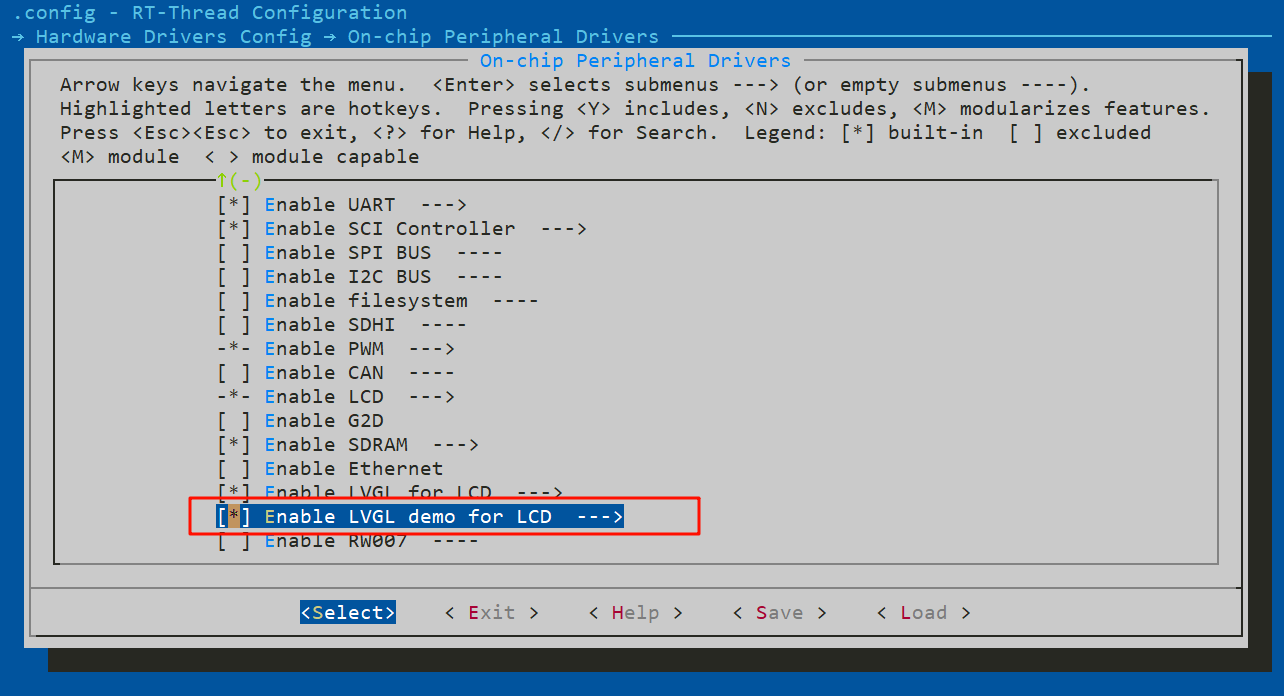 .config - RT-Thread Configuration
→ Hardware Drivers Config → On-chip Peripheral Drivers
On-chip Peripheral Drivers
Arrow keys navigate the menu.  <Enter> selects submenus ---> (or empty submenus ----).
Highlighted letters are hotkeys.  Pressing <Y> includes, <N> excludes, <M> modularizes features.
Press <Esc><Esc> to exit, <?> for Help, </> for Search.  Legend: [*] built-in  [ ] excluded
<M> module  < > module capable
↑(-)
[*] Enable UART  --->
[*] Enable SCI Controller  --->
[ ] Enable SPI BUS  ----
[ ] Enable I2C BUS  ----
[ ] Enable filesystem  ----
[ ] Enable SDHI  ----
-*- Enable PWM  --->
[ ] Enable CAN  ----
-*- Enable LCD  --->
[ ] Enable G2D
[*] Enable SDRAM  --->
[ ] Enable Ethernet
[*] Enable LVGL for LCD  --->
[*] Enable LVGL demo for LCD  --->
[ ] Enable RW007  ----
<Select>    < Exit >    < Help >    < Save >    < Load >